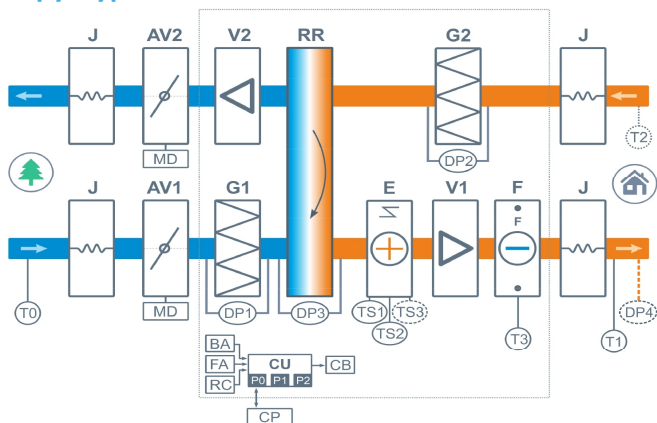 J AV2 V2 RR G2 J
MD
DP2
T2
J AV1 G1 E V1 F J
F
MD
DP1 DP3
TS1 TS3
TS2
T0
T3
T1
DP4
BA
FA
RC
CU
P0 P1 P2
CB
CP